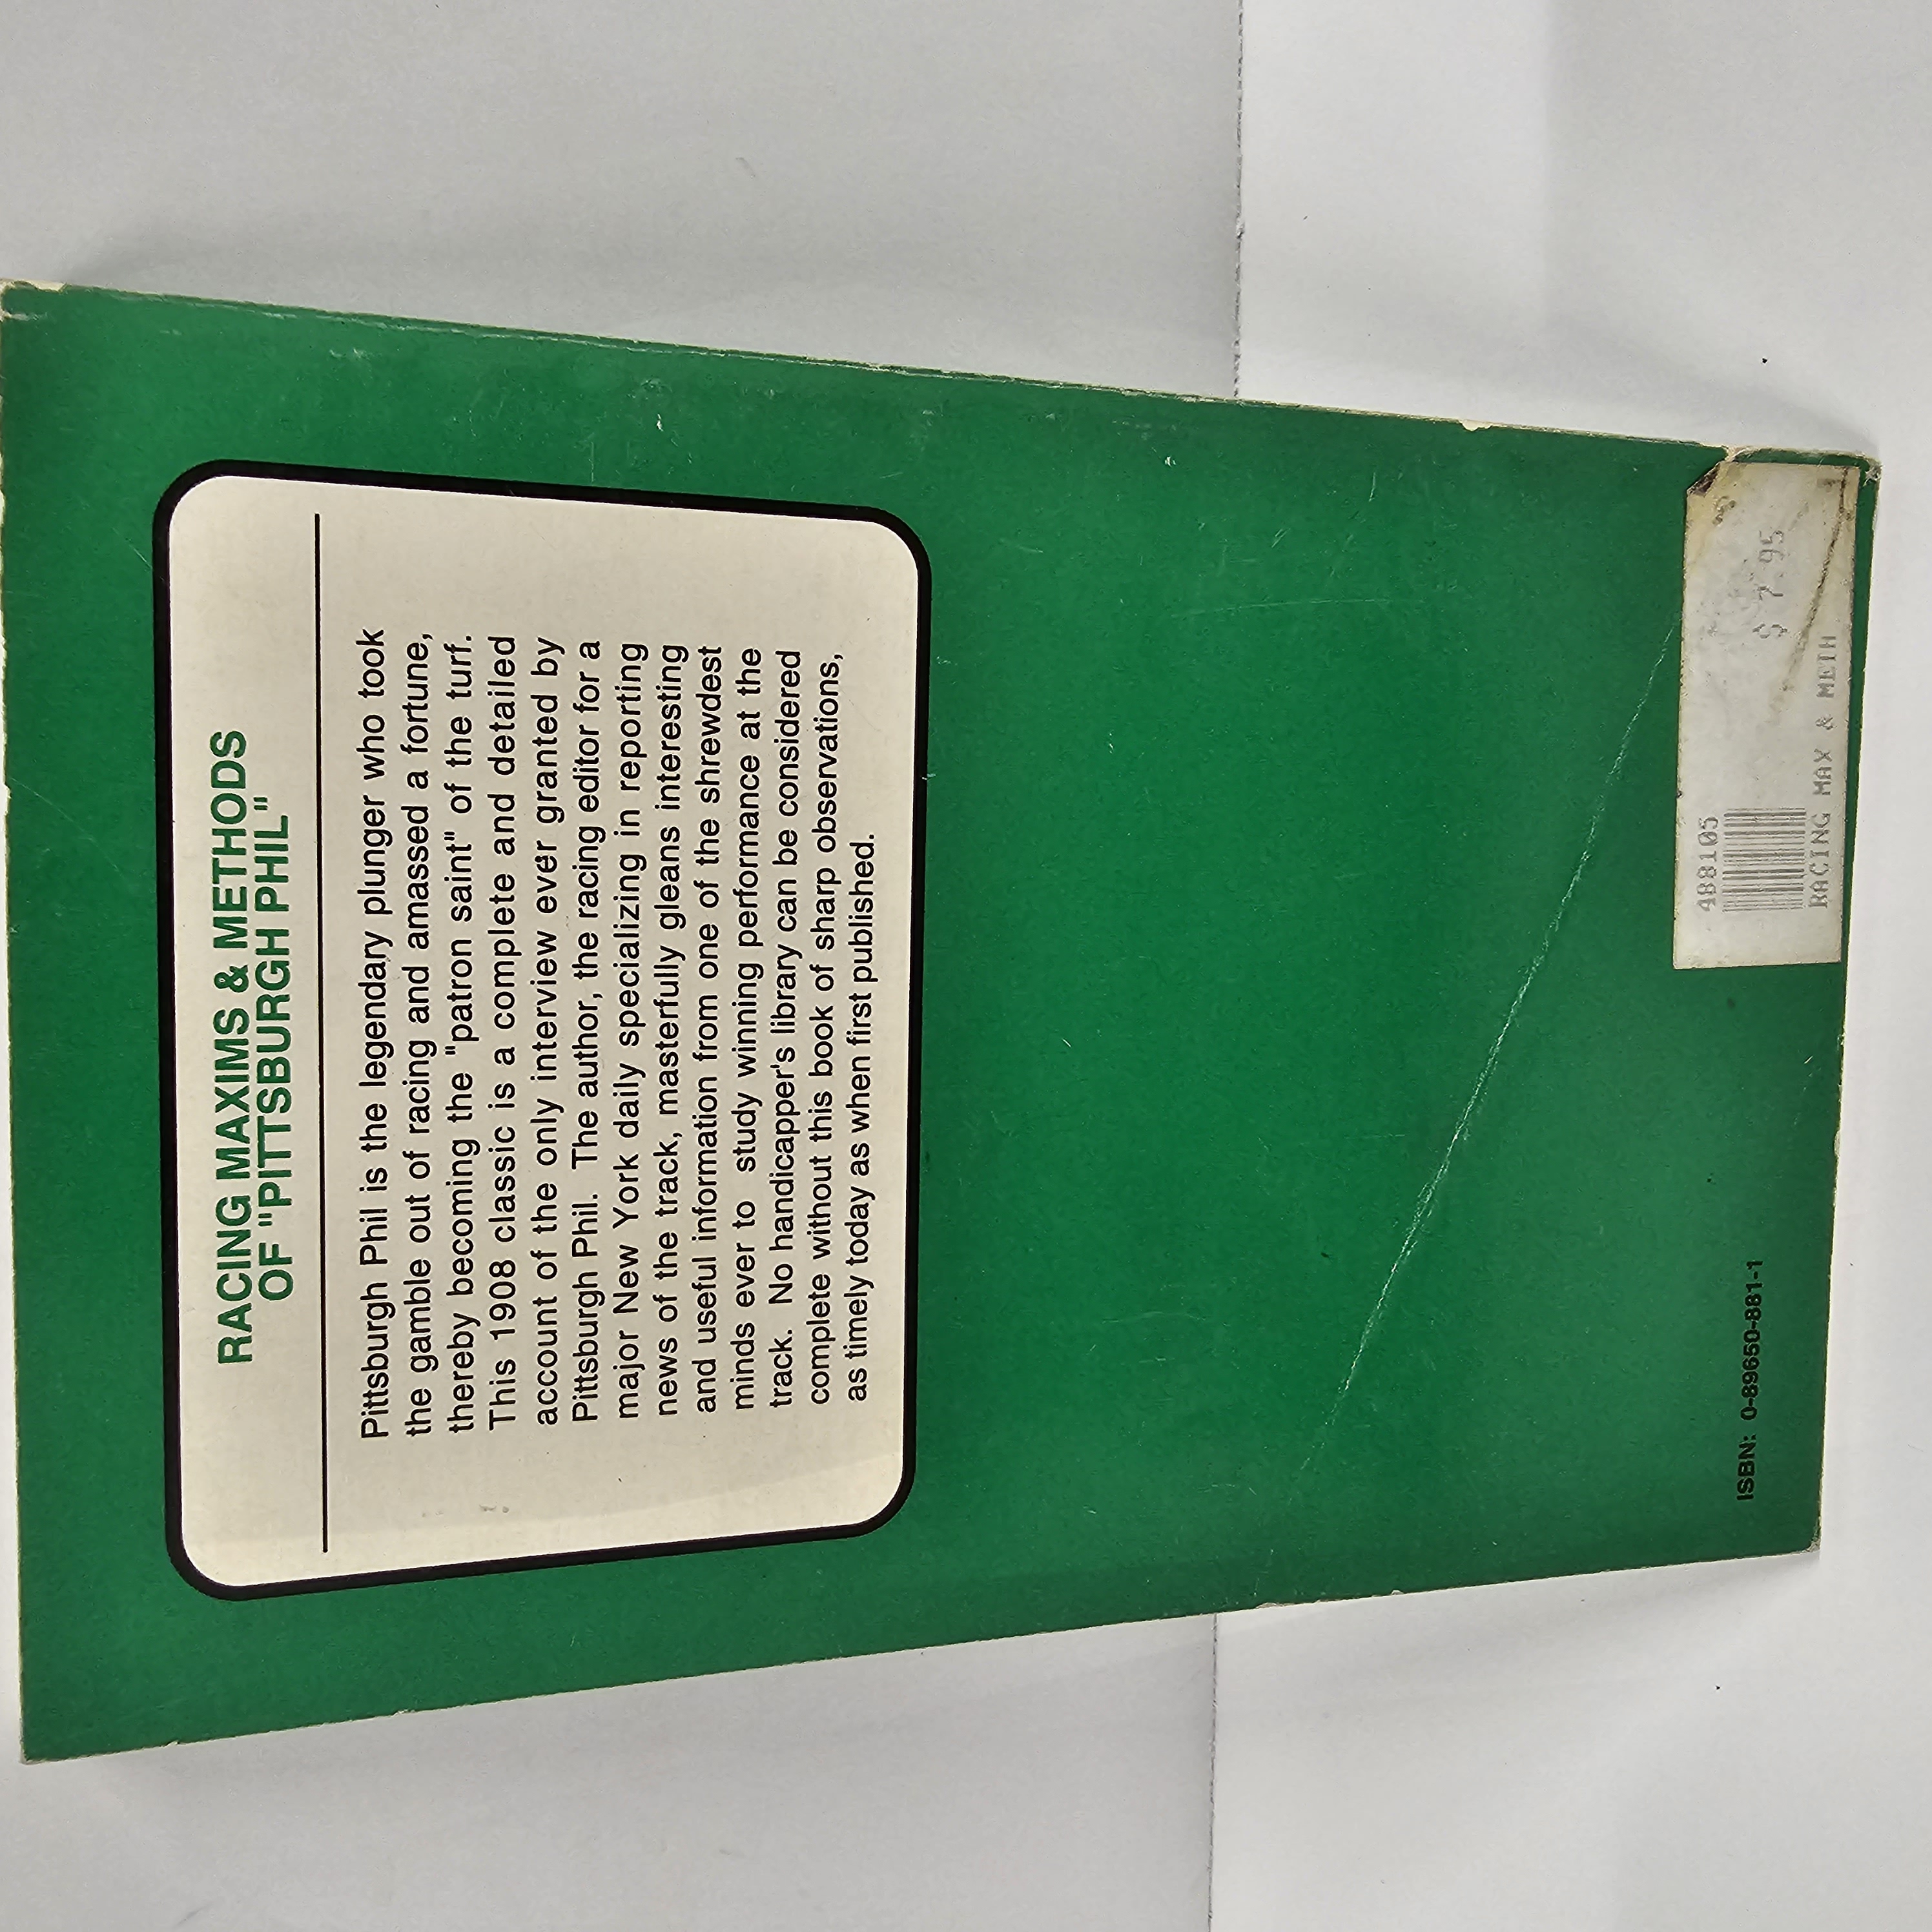 RACING MAXIMS & METHODS
OF "PITTSBURGH PHIL"
Pittsburgh Phil is the legendary plunger who took
the gamble out of racing and amassed a fortune,
thereby becoming the "patron saint" of the turf.
This 1908 classic is a complete and detailed
account of the only interview ever granted by
Pittsburgh Phil. The author, the racing editor for a
major New York daily specializing in reporting
news of the track, masterfully gleans interesting
and useful information from one of the shrewdest
minds ever to study winning performance at the
track. No handicapper's library can be considered
complete without this book of sharp observations,
as timely today as when first published.
ISBN: 0-89650-881-1
488105
$ 7.95
RACING MAX & METH